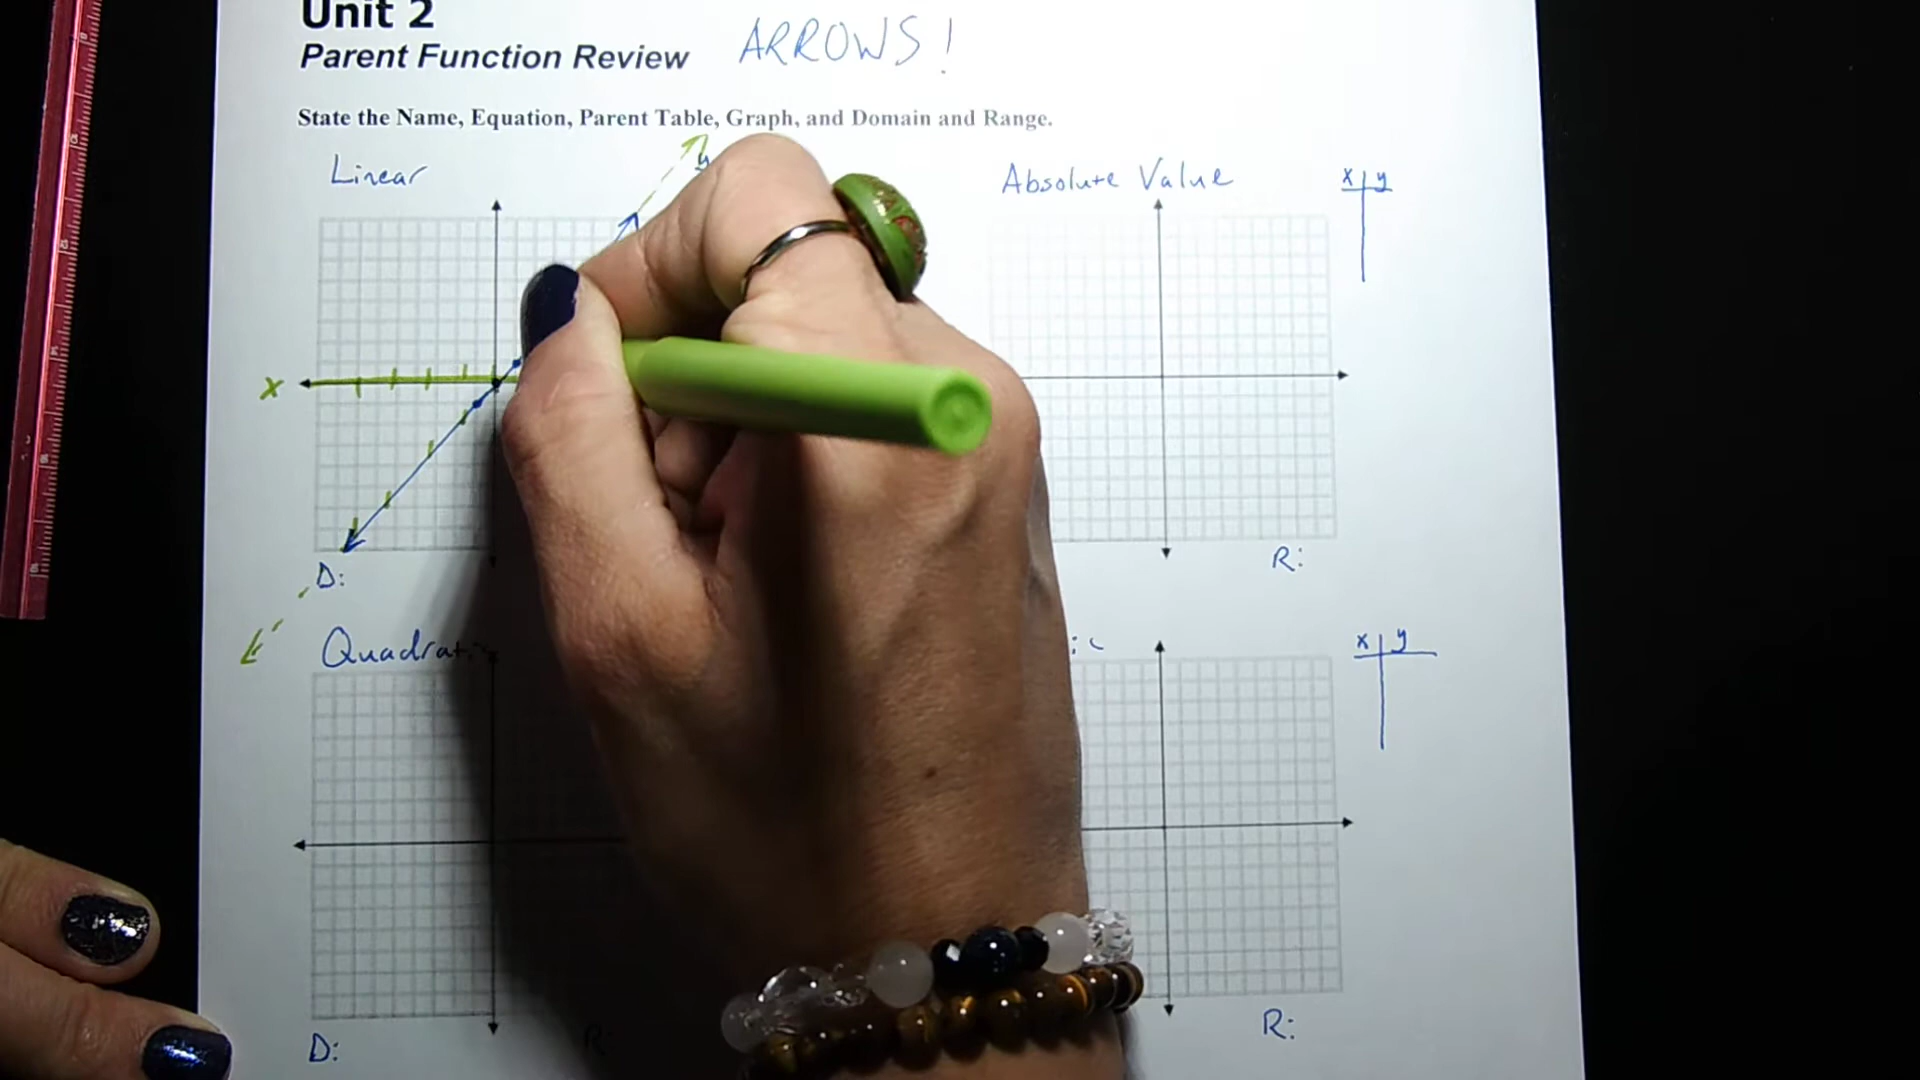 Unit 2
Parent Function Review ARROWS!
State the Name, Equation, Parent Table, Graph, and Domain and Range.
Linear
y
Absolute Value
x y
X
D:
R:
x y
D:
R:
R: